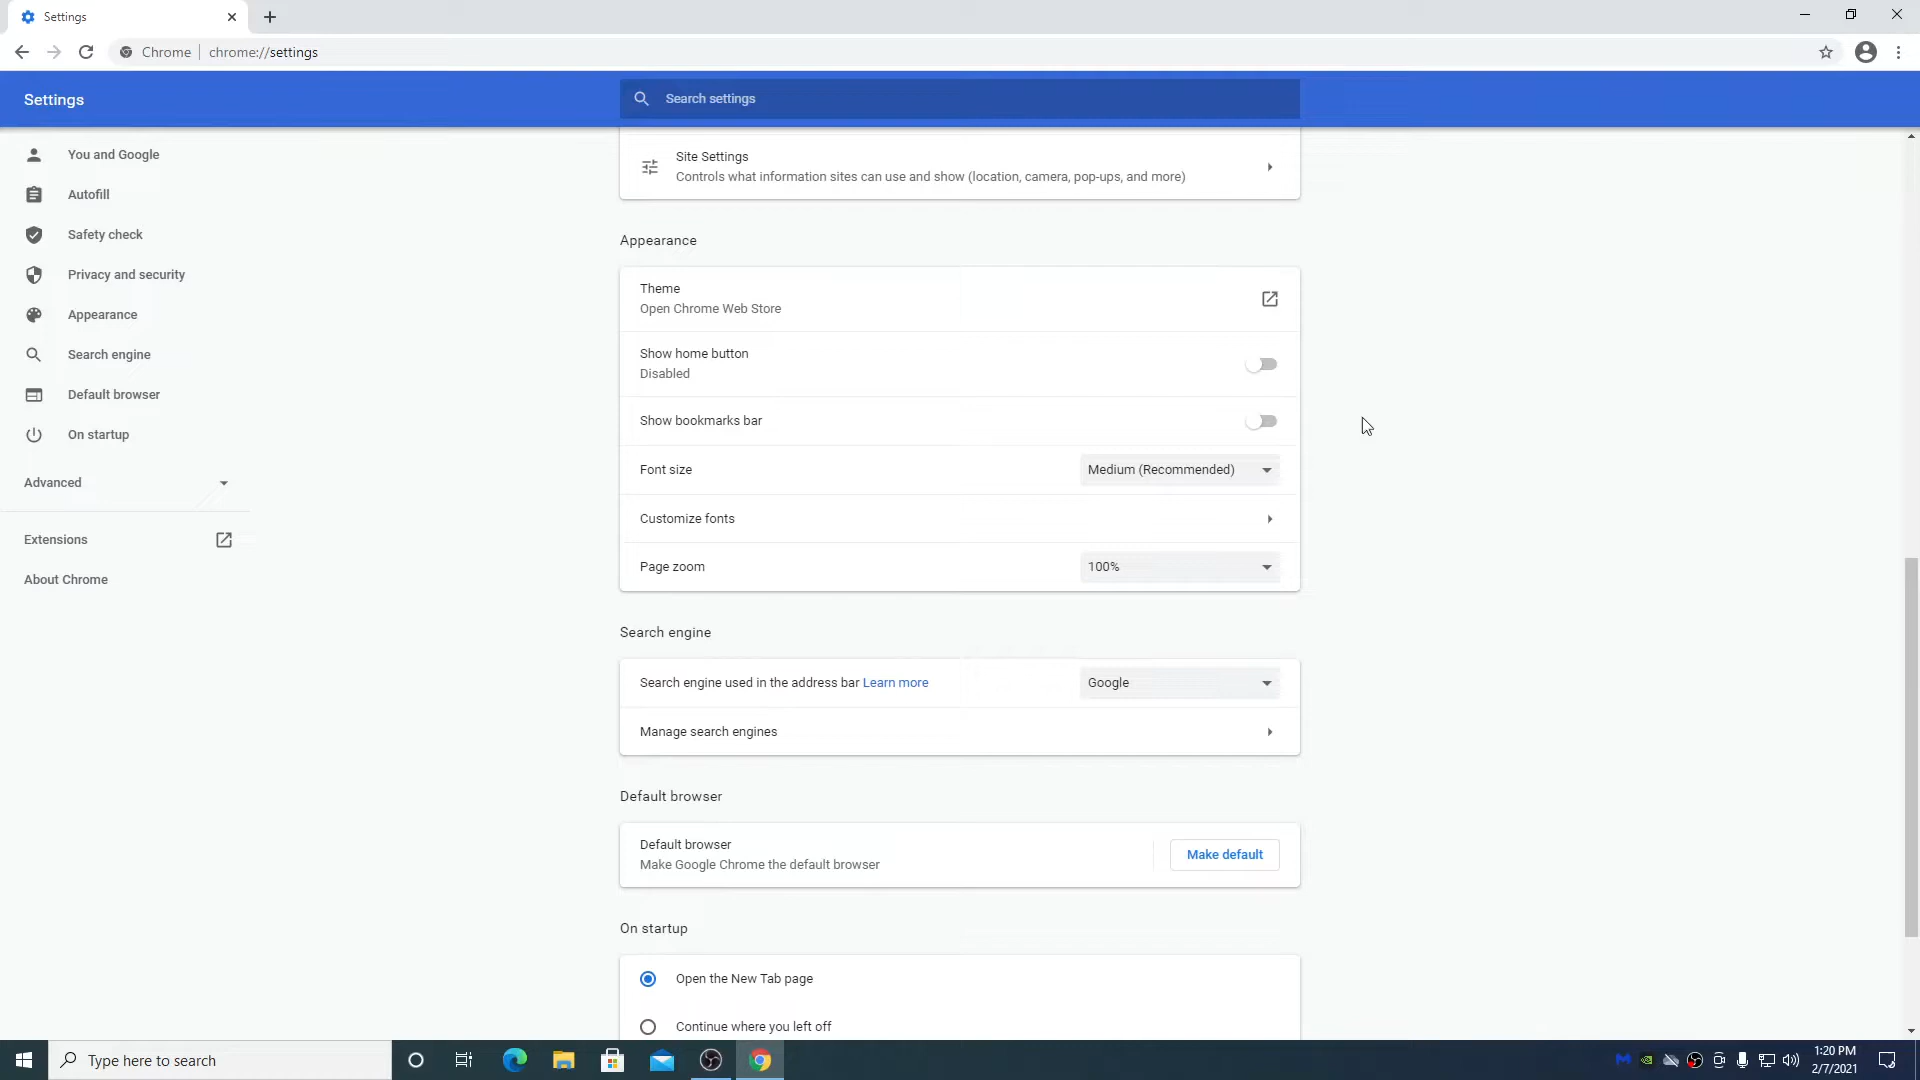 Settings
Chrome
chrome://settings
Settings
Search settings
You and Google
Autofill
Safety check
Privacy and security
Appearance
Search engine
Default browser
On startup
Advanced
Extensions
About Chrome
Site Settings
Controls what information sites can use and show (location, camera, pop-ups, and more)
Appearance
Theme
Open Chrome Web Store
Show home button
Disabled
Show bookmarks bar
Font size
Medium (Recommended)
Customize fonts
Page zoom
100%
Search engine
Search engine used in the address bar Learn more
Google
Manage search engines
Default browser
Default browser
Make Google Chrome the default browser
Make default
On startup
Open the New Tab page
Continue where you left off
Type here to search
1:20 PM
2/7/2021